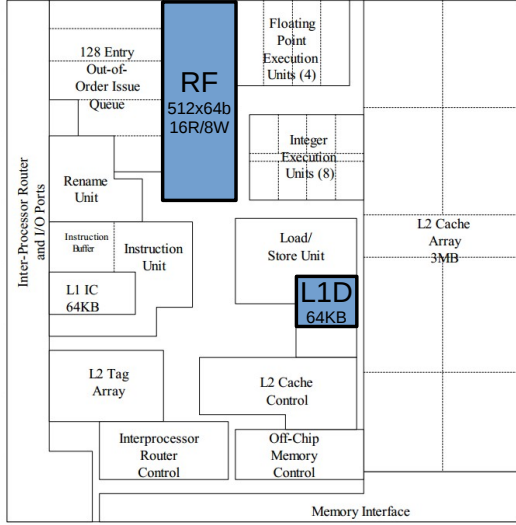 128 Entry
Out-of-
Order Issue
Queue
RF
512x64b
16R/8W
Floating
Point
Execution
Units (4)
Integer
Execution
Units (8)
Inter-Processor Router
and I/O Ports
Rename
Unit
Instruction
Buffer
Instruction
Unit
L1 IC
64KB
Load/
Store Unit
L1D
64KB
L2 Cache
Array
3MB
L2 Tag
Array
L2 Cache
Control
Interprocessor
Router
Control
Off-Chip
Memory
Control
Memory Interface